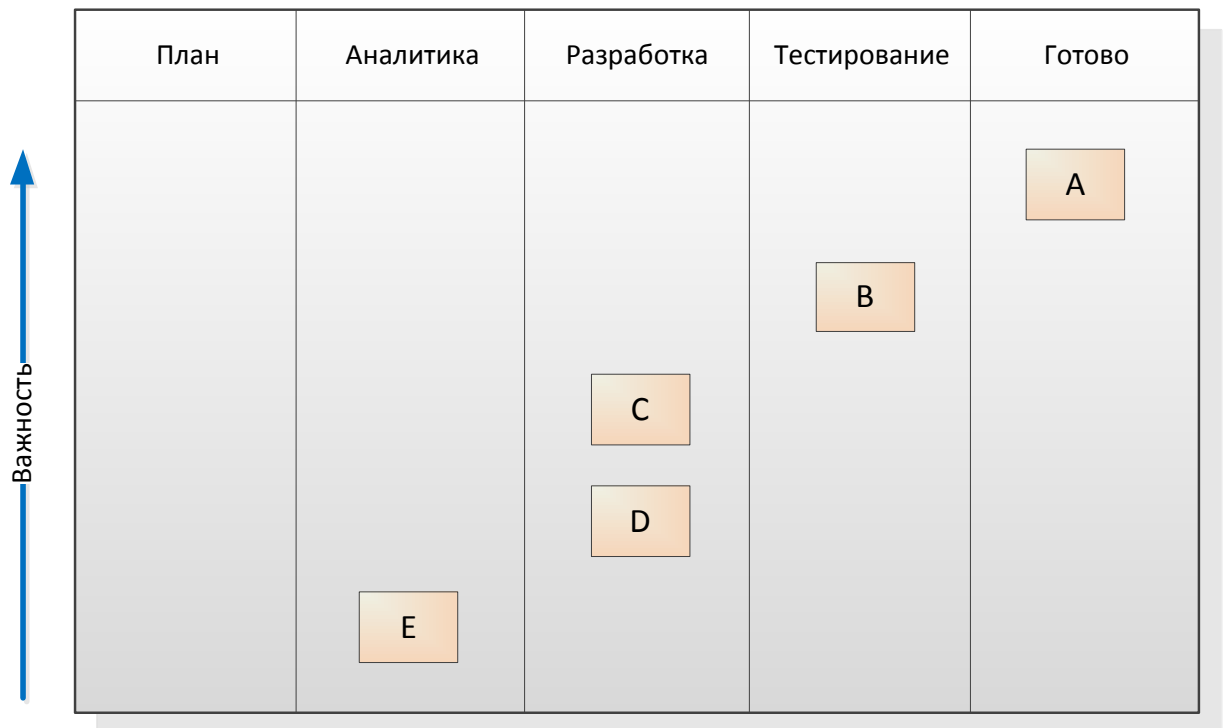 План
Аналитика
Разработка
Тестирование
Готово
A
B
C
D
E
Важность